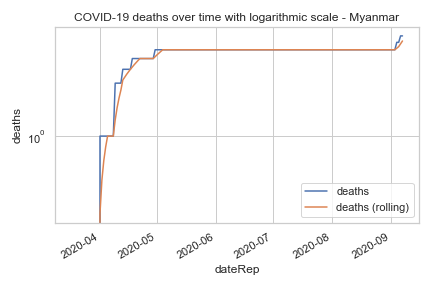 COVID-19 deaths over time with logarithmic scale - Myanmar
deaths
10⁰
deaths
deaths (rolling)
2020-04
2020-05
2020-06
2020-07
2020-08
2020-09
dateRep